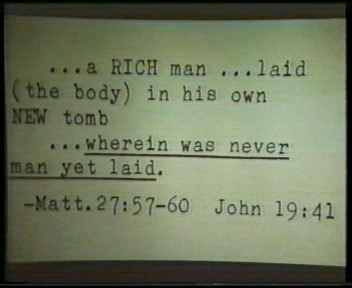 ...a RICH man ...laid
(the body) in his own
NEW tomb
...wherein was never
man yet laid.
-Matt.27:57-60 John 19:41